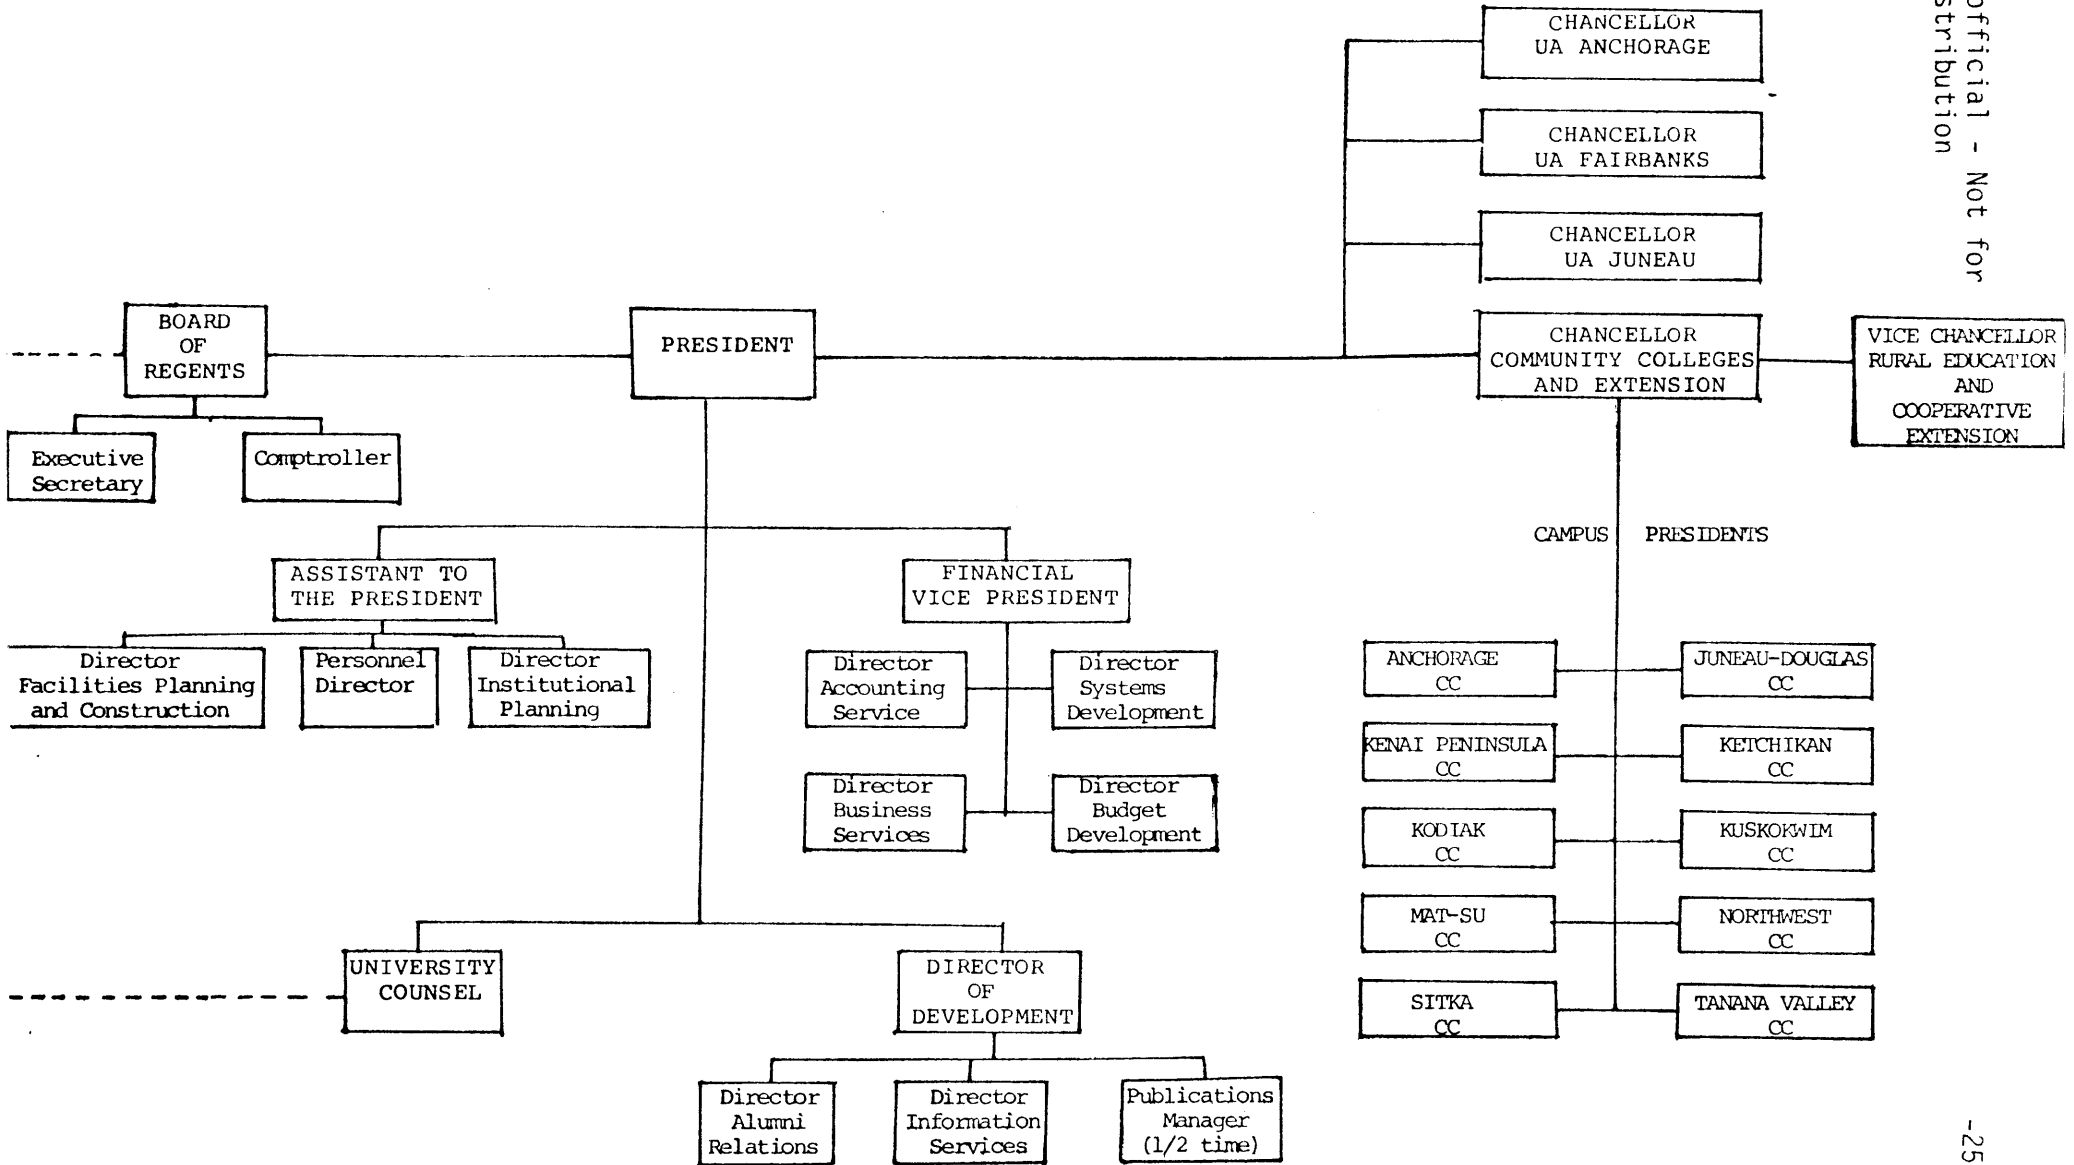 official - Not for
stribution
CHANCELLOR
UA ANCHORAGE
CHANCELLOR
UA FAIRBANKS
CHANCELLOR
UA JUNEAU
BOARD
OF
REGENTS
PRESIDENT
CHANCELLOR
COMMUNITY COLLEGES
AND EXTENSION
VICE CHANCELLOR
RURAL EDUCATION
AND
COOPERATIVE
EXTENSION
Executive
Secretary
Comptroller
CAMPUS PRESIDENTS
ASSISTANT TO
THE PRESIDENT
FINANCIAL
VICE PRESIDENT
Director
Facilities Planning
and Construction
Personnel
Director
Director
Institutional
Planning
Director
Accounting
Service
Director
Systems
Development
Director
Business
Services
Director
Budget
Development
ANCHORAGE
CC
JUNEAU-DOUGLAS
CC
KENAI PENINSULA
CC
KETCHIKAN
CC
KODIAK
CC
KUSKOKWIM
CC
MAT-SU
CC
NORTHWEST
CC
SITKA
CC
TANANA VALLEY
CC
UNIVERSITY
COUNSEL
DIRECTOR
OF
DEVELOPMENT
Director
Alumni
Relations
Director
Information
Services
Publications
Manager
(1/2 time)
-25